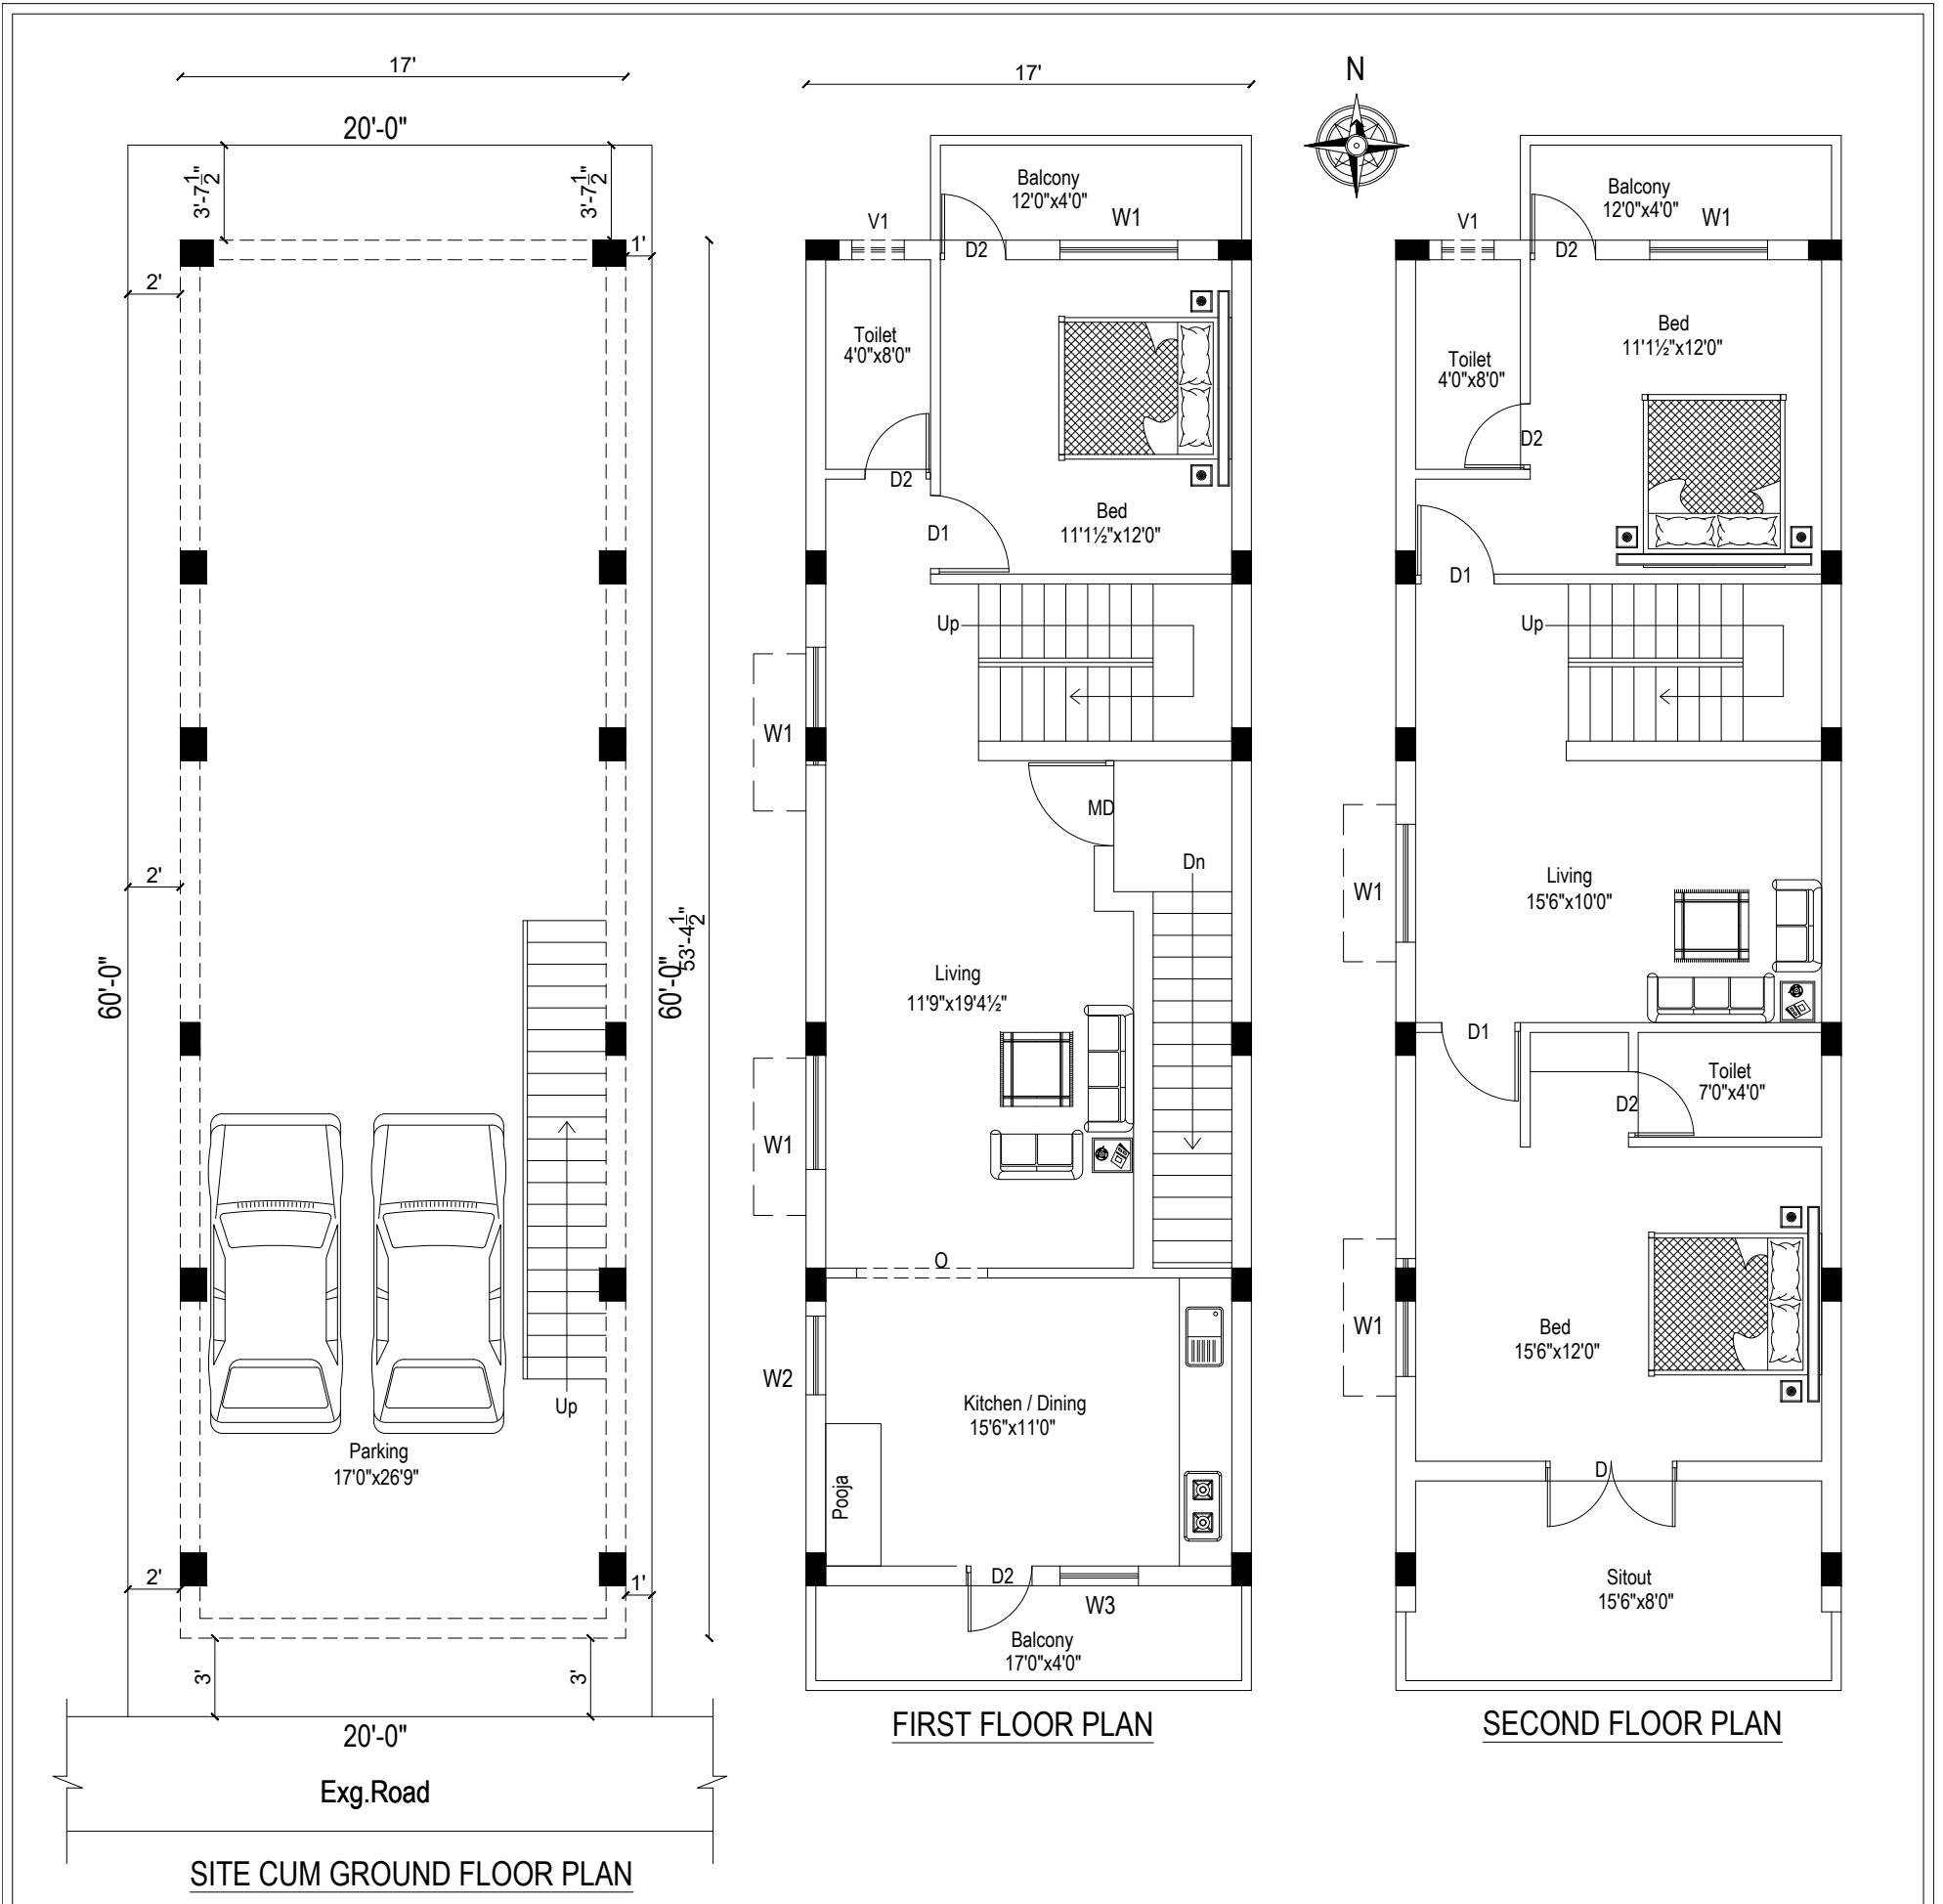 17'
20'-0"
3'-7½"
3'-7½"
1'
2'
2'
60'-0"
60'-0"
53'-4½"
Up
Parking
17'0"x26'9"
2'
1'
3'
3'
20'-0"
Exg.Road
SITE CUM GROUND FLOOR PLAN
17'
Balcony
12'0"x4'0"
V1
W1
D2
Toilet
4'0"x8'0"
D2
Bed
11'1½"x12'0"
D1
Up
W1
MD
Dn
Living
11'9"x19'4½"
W1
O
W2
Kitchen / Dining
15'6"x11'0"
Pooja
D2
W3
Balcony
17'0"x4'0"
FIRST FLOOR PLAN
N
Balcony
12'0"x4'0"
V1
W1
D2
Bed
11'1½"x12'0"
Toilet
4'0"x8'0"
D2
D1
Up
W1
Living
15'6"x10'0"
D1
Toilet
7'0"x4'0"
D2
W1
Bed
15'6"x12'0"
D
Sitout
15'6"x8'0"
SECOND FLOOR PLAN